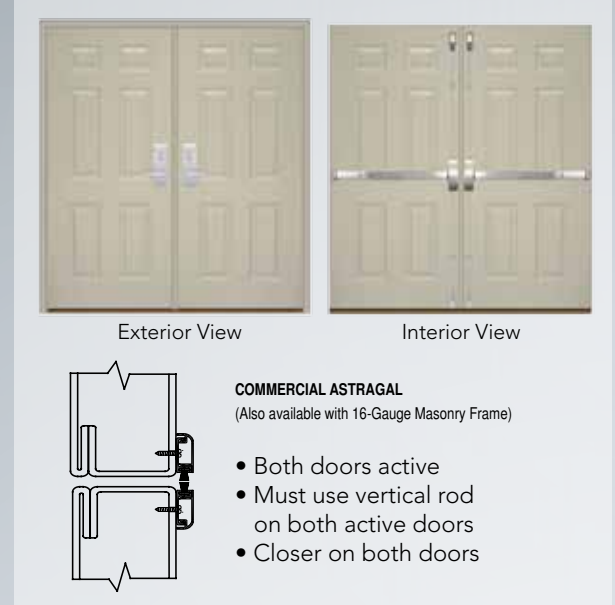 Exterior View
Interior View
COMMERCIAL ASTRAGAL
(Also available with 16-Gauge Masonry Frame)
• Both doors active
• Must use vertical rod
on both active doors
• Closer on both doors